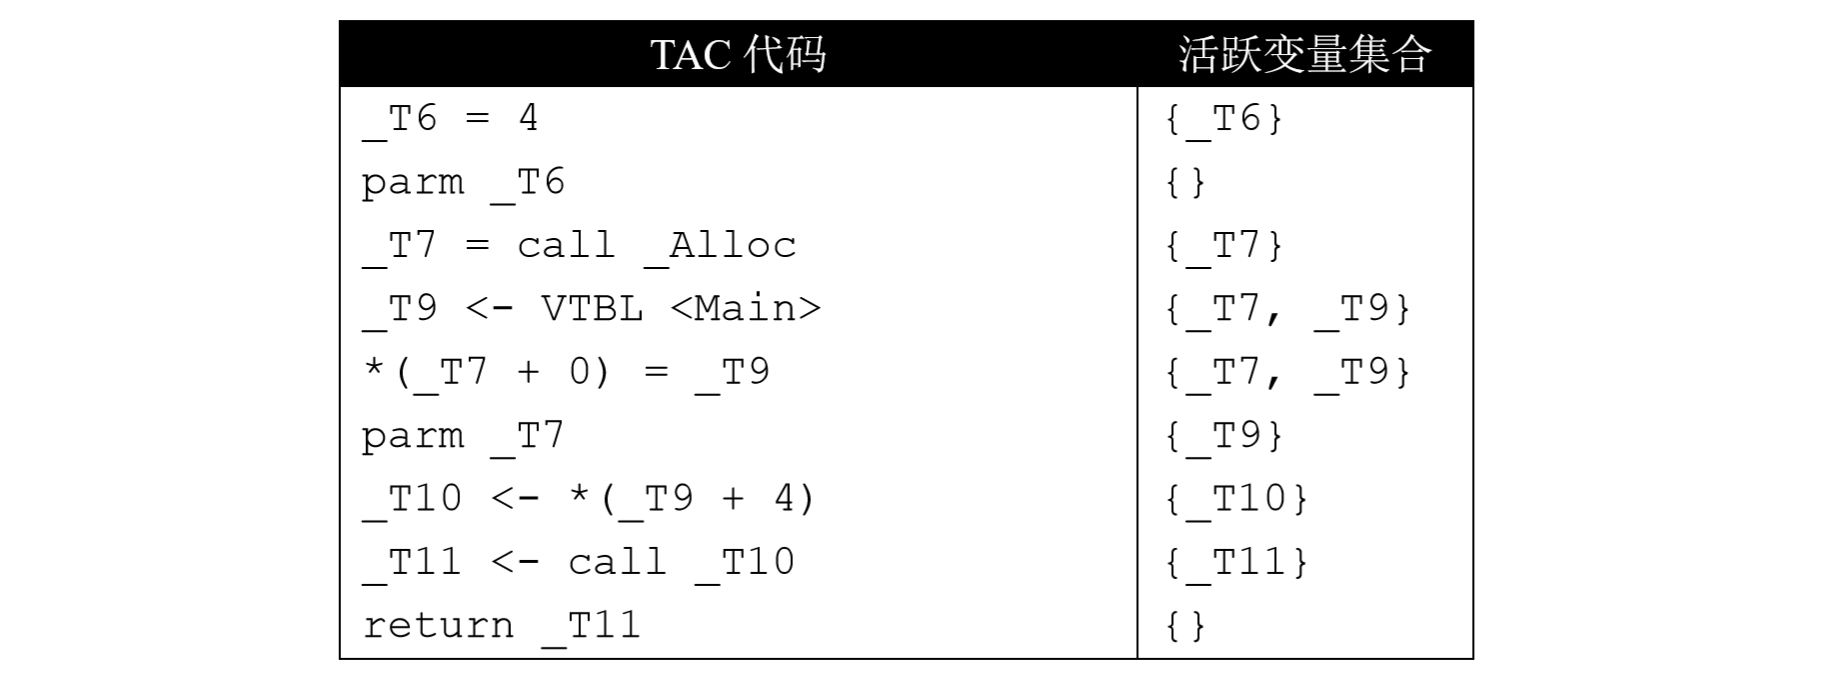 TAC 代码 活跃变量集合
_T6 = 4 {_T6}
parm _T6 {}
_T7 = call _Alloc {_T7}
_T9 <- VTBL <Main> {_T7, _T9}
*(_T7 + 0) = _T9 {_T7, _T9}
parm _T7 {_T9}
_T10 <- *(_T9 + 4) {_T10}
_T11 <- call _T10 {_T11}
return _T11 {}